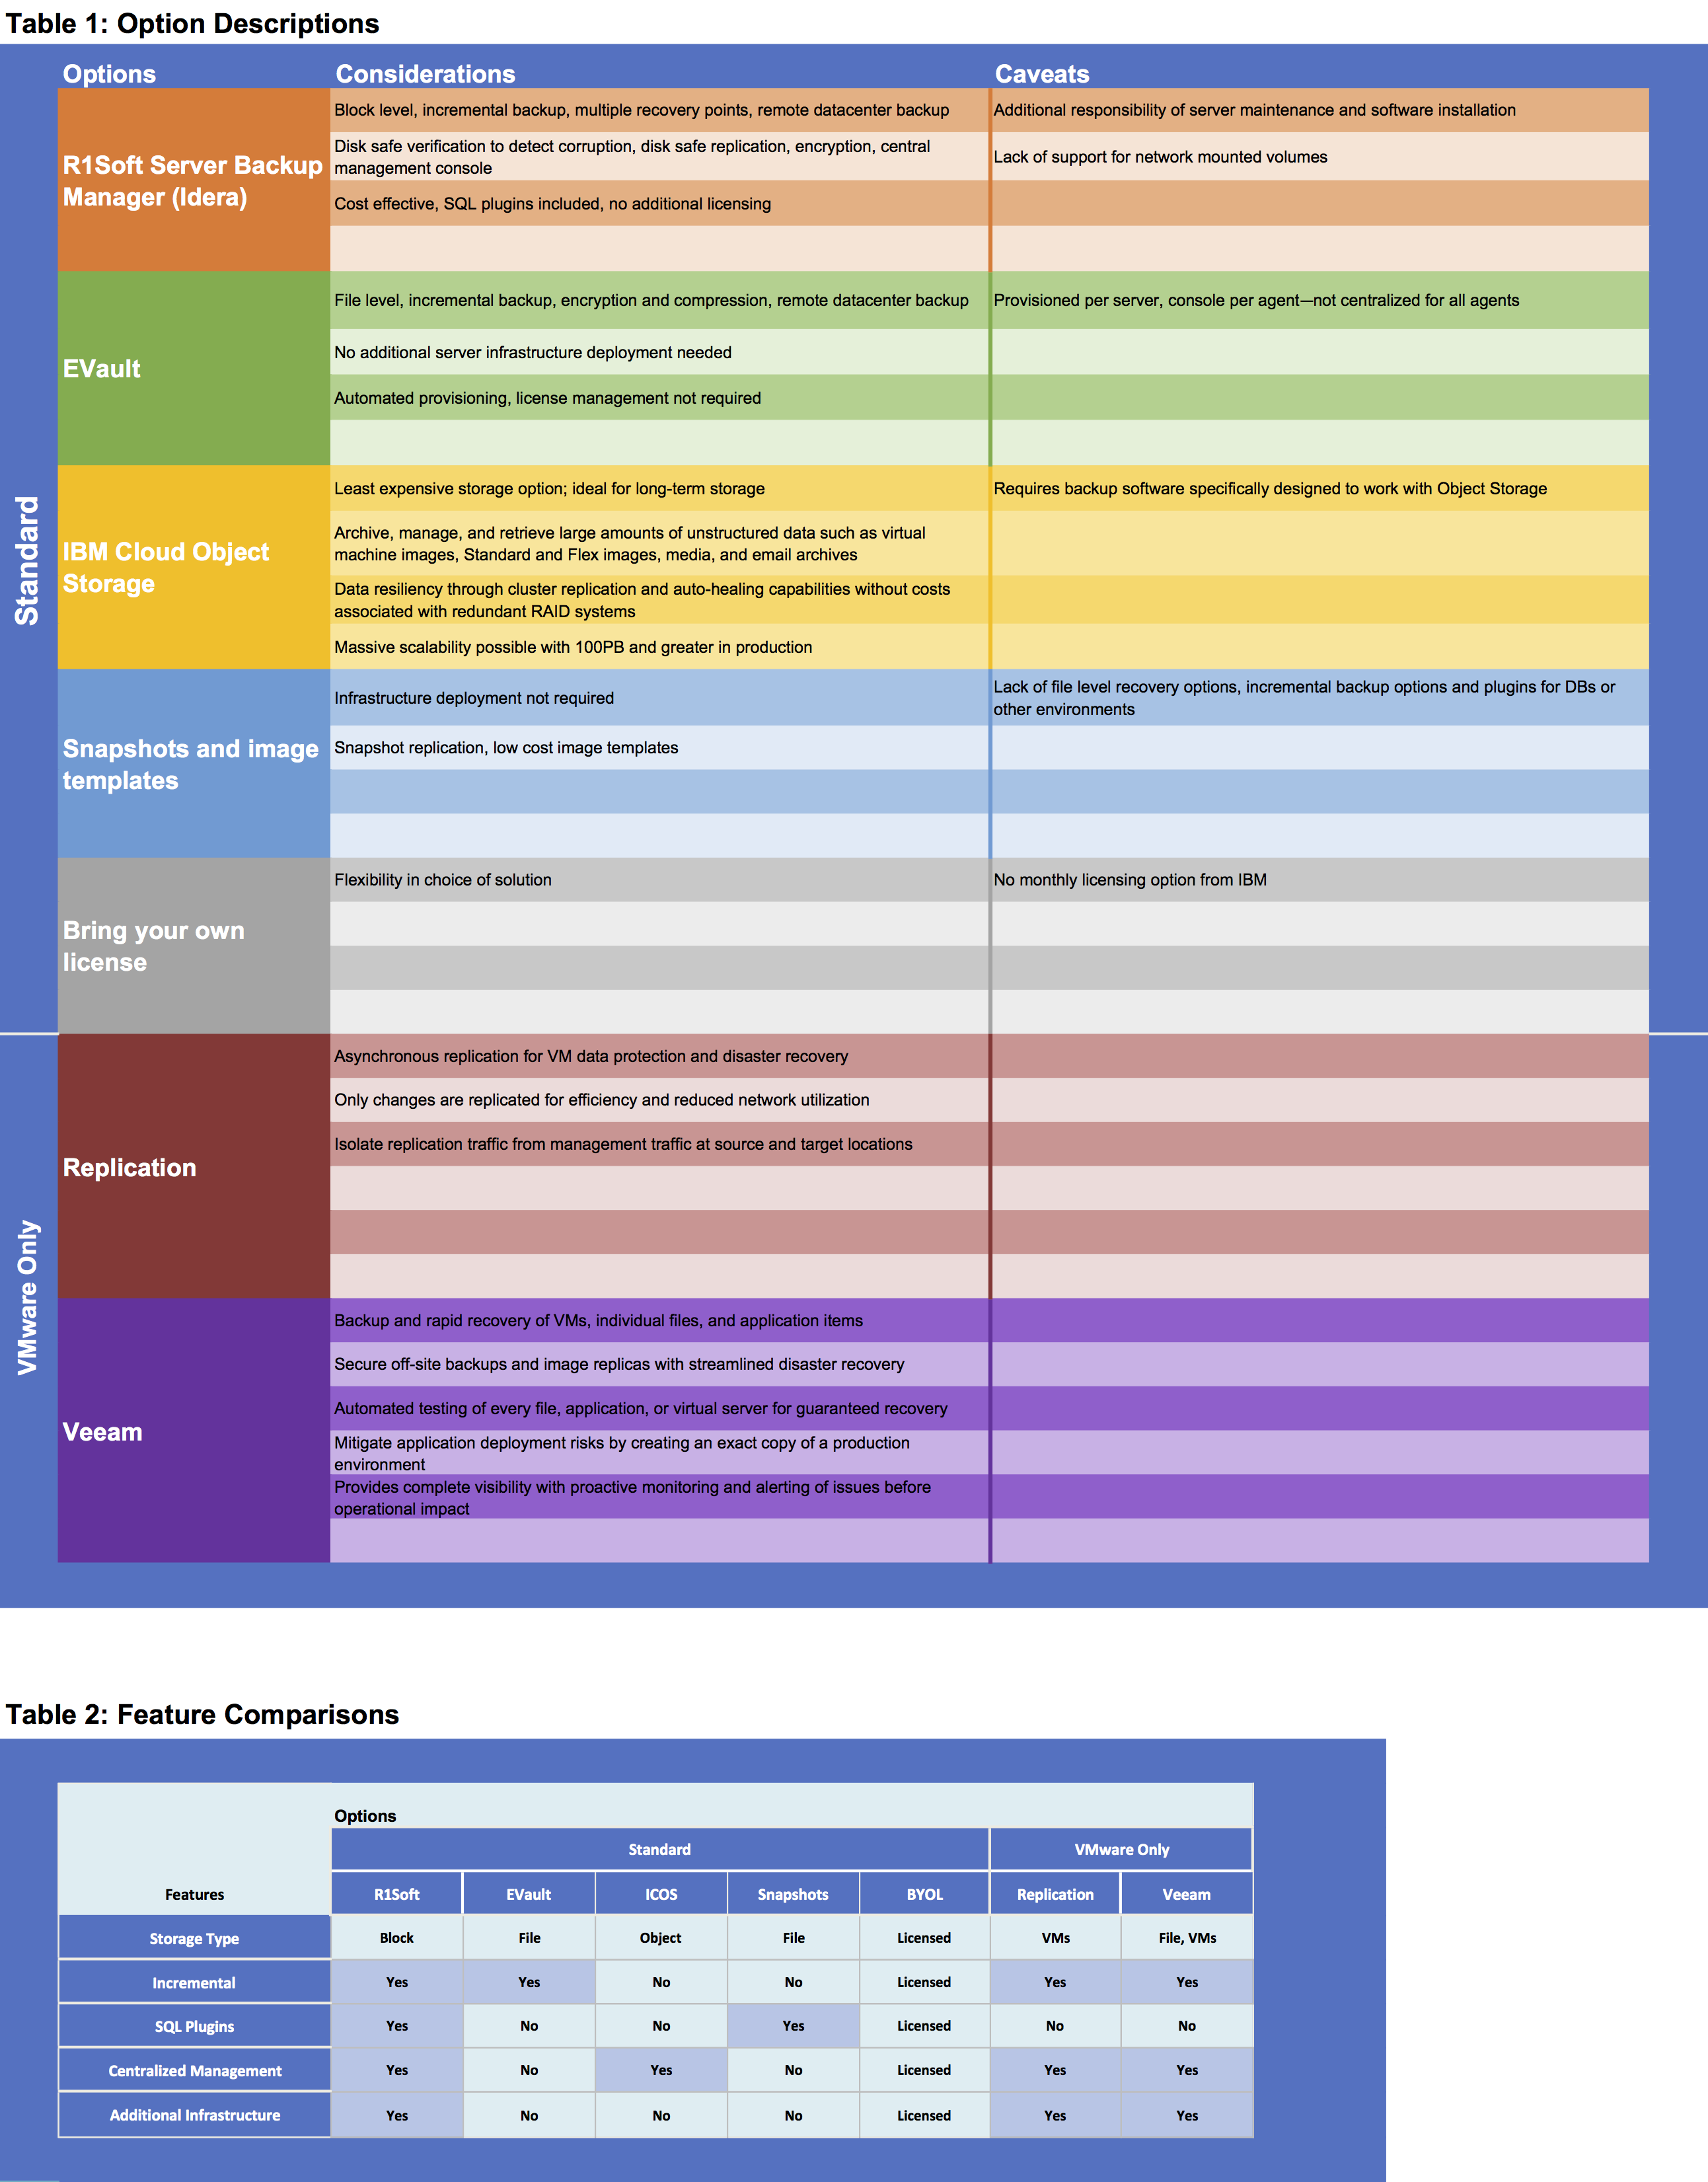 Table 1: Option Descriptions
Options
Considerations
Caveats
Standard
R1Soft Server Backup
Manager (Idera)
Block level, incremental backup, multiple recovery points, remote datacenter backup
Additional responsibility of server maintenance and software installation
Disk safe verification to detect corruption, disk safe replication, encryption, central
management console
Lack of support for network mounted volumes
Cost effective, SQL plugins included, no additional licensing
EVault
File level, incremental backup, encryption and compression, remote datacenter backup
Provisioned per server, console per agent—not centralized for all agents
No additional server infrastructure deployment needed
Automated provisioning, license management not required
IBM Cloud Object
Storage
Least expensive storage option; ideal for long-term storage
Requires backup software specifically designed to work with Object Storage
Archive, manage, and retrieve large amounts of unstructured data such as virtual
machine images, Standard and Flex images, media, and email archives
Data resiliency through cluster replication and auto-healing capabilities without costs
associated with redundant RAID systems
Massive scalability possible with 100PB and greater in production
Snapshots and image
templates
Infrastructure deployment not required
Lack of file level recovery options, incremental backup options and plugins for DBs or
other environments
Snapshot replication, low cost image templates
Bring your own
license
Flexibility in choice of solution
No monthly licensing option from IBM
VMware Only
Replication
Asynchronous replication for VM data protection and disaster recovery
Only changes are replicated for efficiency and reduced network utilization
Isolate replication traffic from management traffic at source and target locations
Veeam
Backup and rapid recovery of VMs, individual files, and application items
Secure off-site backups and image replicas with streamlined disaster recovery
Automated testing of every file, application, or virtual server for guaranteed recovery
Mitigate application deployment risks by creating an exact copy of a production
environment
Provides complete visibility with proactive monitoring and alerting of issues before
operational impact
Table 2: Feature Comparisons
Options
Standard
VMware Only
Features
R1Soft
EVault
ICOS
Snapshots
BYOL
Replication
Veeam
Storage Type
Block
File
Object
File
Licensed
VMs
File, VMs
Incremental
Yes
Yes
No
No
Licensed
Yes
Yes
SQL Plugins
Yes
No
No
Yes
Licensed
No
No
Centralized Management
Yes
No
Yes
No
Licensed
Yes
Yes
Additional Infrastructure
Yes
No
No
No
Licensed
Yes
Yes